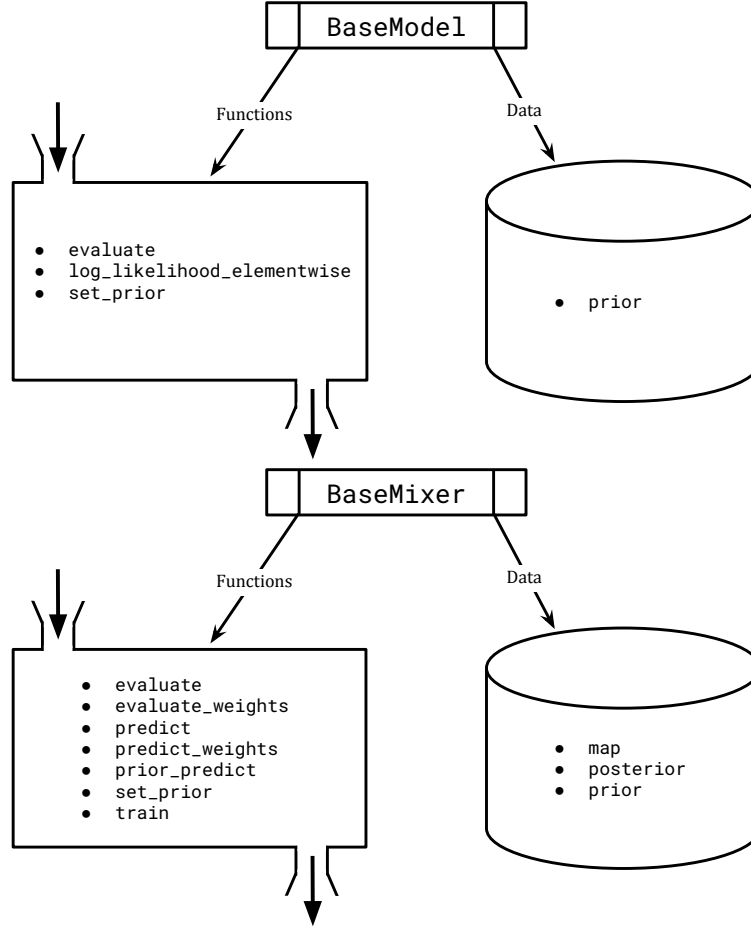 BaseModel
Functions
Data
● evaluate
● log_likelihood_elementwise
● set_prior
● prior
BaseMixer
Functions
Data
● evaluate
● evaluate_weights
● predict
● predict_weights
● prior_predict
● set_prior
● train
● map
● posterior
● prior